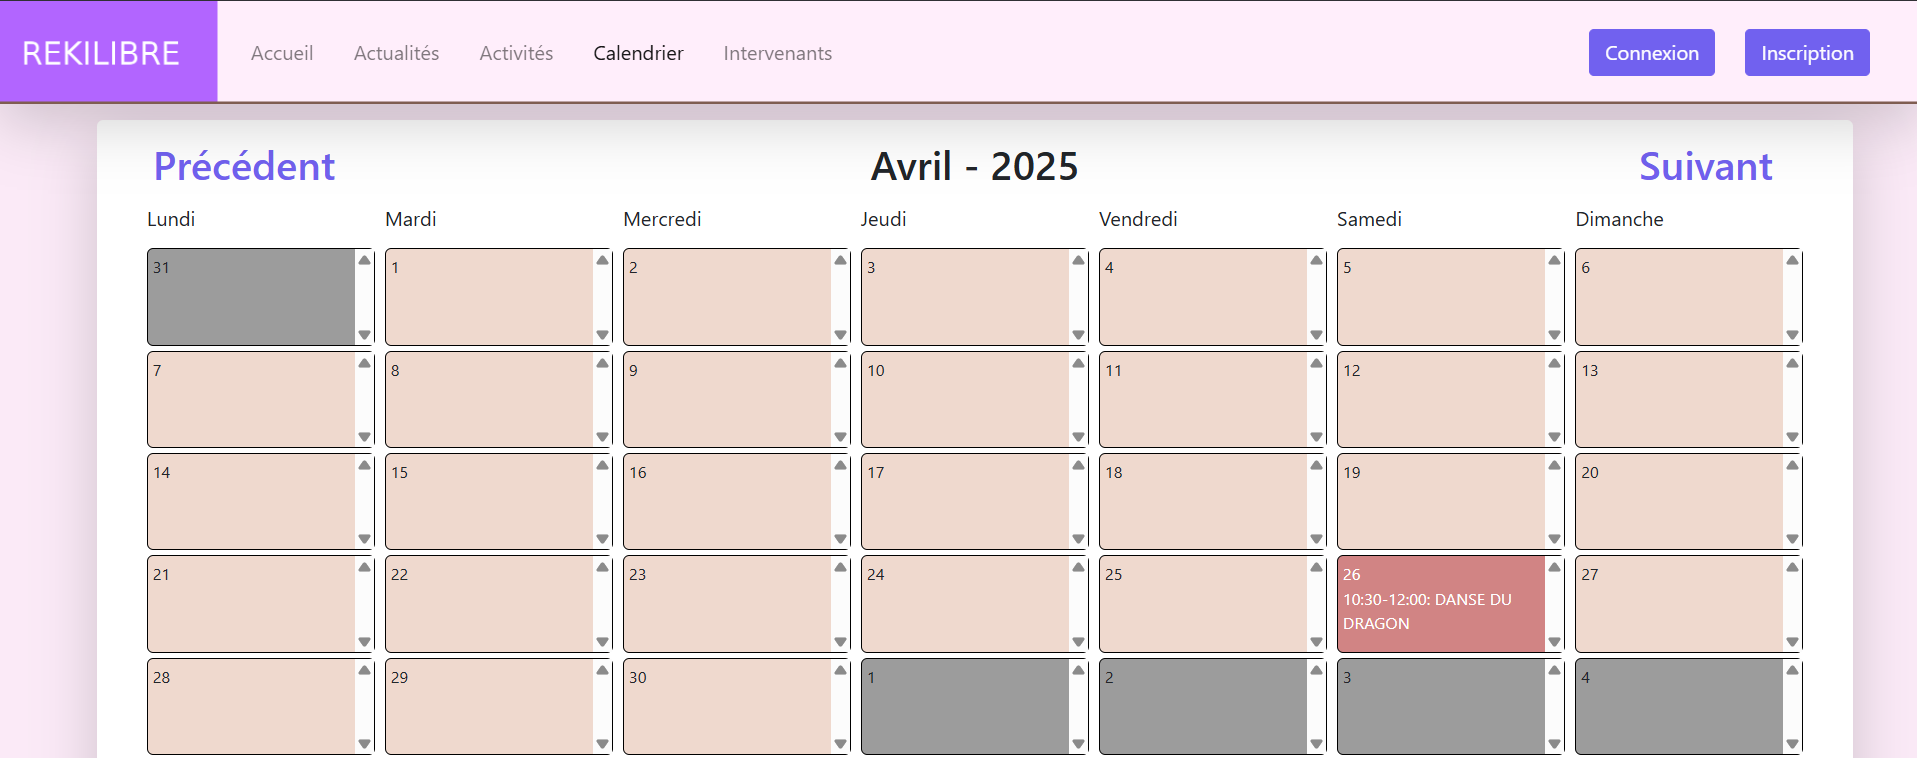 REKILIBRE Accueil Actualités Activités Calendrier Intervenants Connexion Inscription
Précédent Avril - 2025 Suivant
Lundi Mardi Mercredi Jeudi Vendredi Samedi Dimanche
31 1 2 3 4 5 6
7 8 9 10 11 12 13
14 15 16 17 18 19 20
21 22 23 24 25 26 27
10:30-12:00: DANSE DU
DRAGON
28 29 30 1 2 3 4